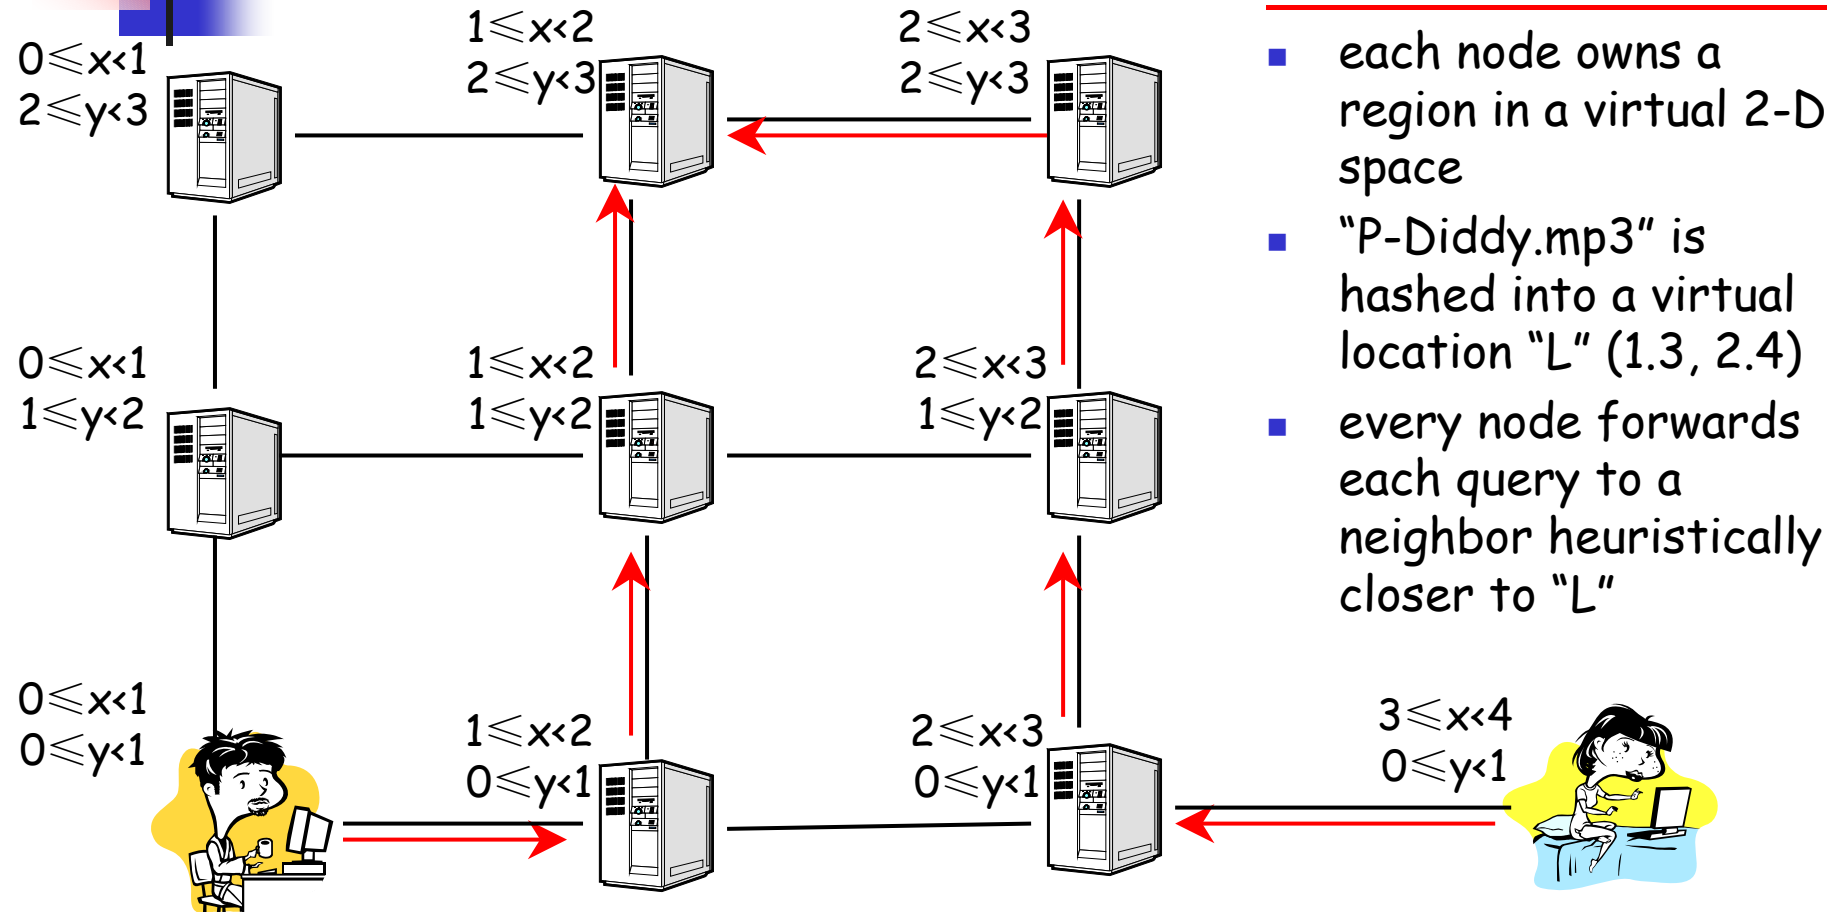 0≤x<1
2≤y<3
1≤x<2
2≤y<3
2≤x<3
2≤y<3
0≤x<1
1≤y<2
1≤x<2
1≤y<2
2≤x<3
1≤y<2
0≤x<1
0≤y<1
1≤x<2
0≤y<1
2≤x<3
0≤y<1
3≤x<4
0≤y<1
each node owns a
region in a virtual 2-D
space
“P-Diddy.mp3” is
hashed into a virtual
location “L” (1.3, 2.4)
every node forwards
each query to a
neighbor heuristically
closer to “L”